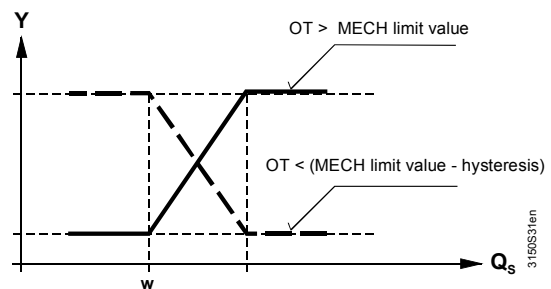 Y
OT > MECH limit value
OT < (MECH limit value - hysteresis)
w
Qs
3150S31en